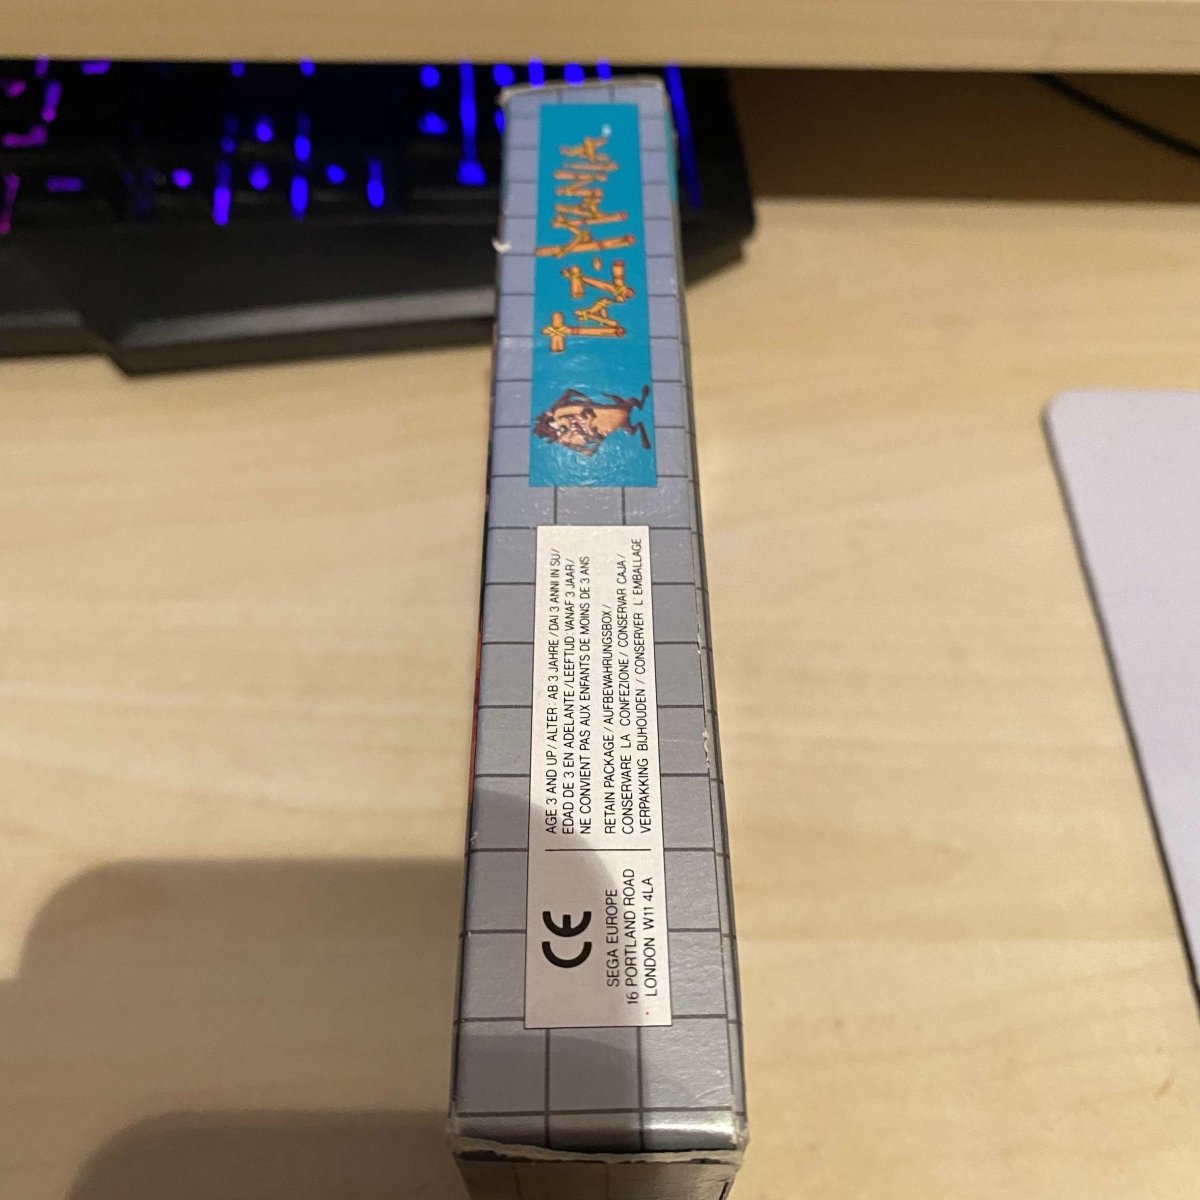 TAZ-MANIA™
AGE 3 AND UP/ALTER: AB 3 JAHRE/DAI 3 ANNI IN SU/
EDAD DE 3 EN ADELANTE/LEEFTIJD: VANAF 3 JAAR/
NE CONVIENT PAS AUX ENFANTS DE MOINS DE 3 ANS
RETAIN PACKAGE/AUFBEWAHRUNGSBOX/
CONSERVARE LA CONFEZIONE/CONSERVAR CAJA/
VERPAKKING BIJHOUDEN/CONSERVER L'EMBALLAGE
CE
SEGA EUROPE
16 PORTLAND ROAD
LONDON W11 4LA